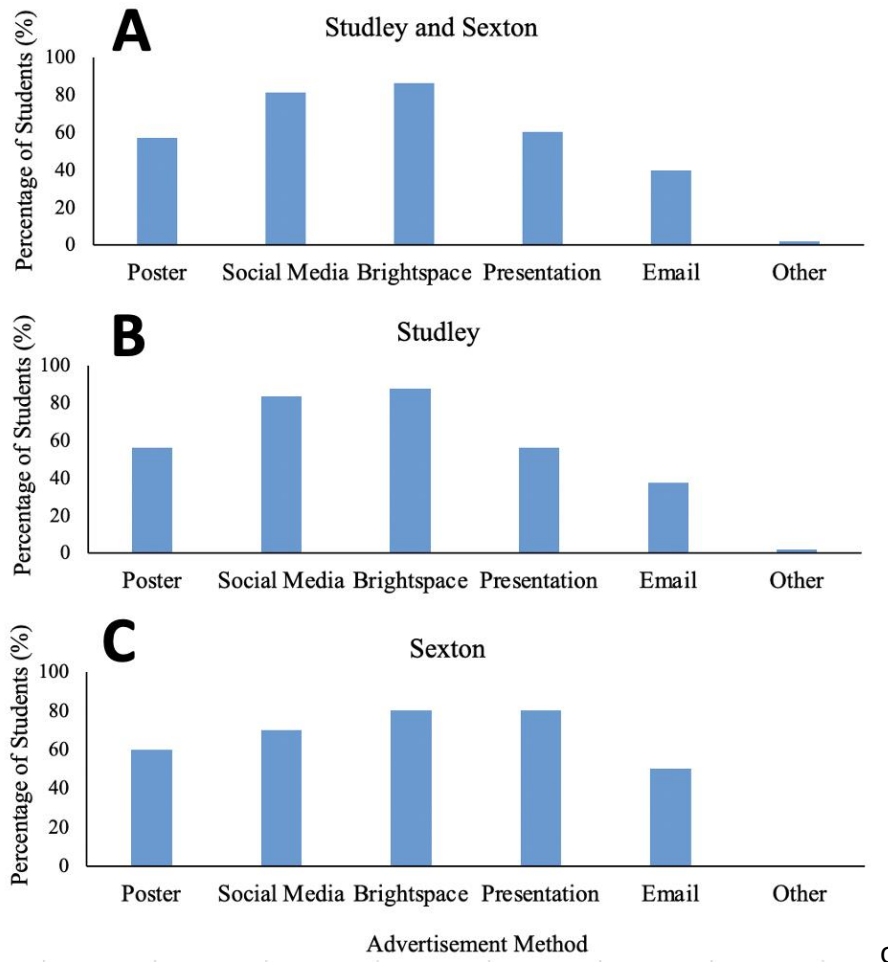 A
Studley and Sexton
Percentage of Students (%)
100
80
60
40
20
0
Poster Social Media Brightspace Presentation Email Other
B
Studley
Percentage of Students (%)
100
80
60
40
20
0
Poster Social Media Brightspace Presentation Email Other
C
Sexton
Percentage of Students (%)
100
80
60
40
20
0
Poster Social Media Brightspace Presentation Email Other
Advertisement Method